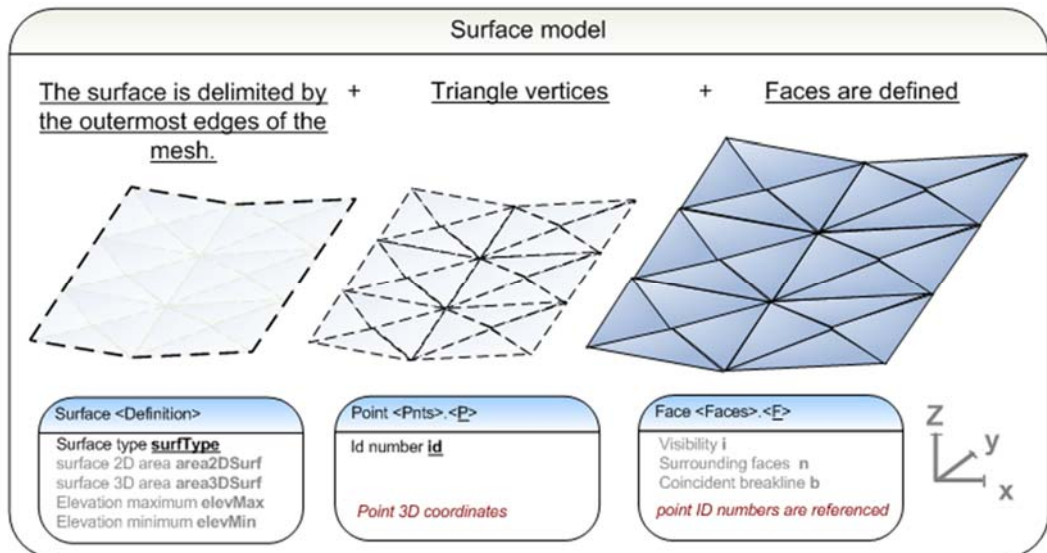 Surface model
The surface is delimited by
the outermost edges of the
mesh.
+
Triangle vertices
+
Faces are defined
Surface <Definition>
Surface type surfType
surface 2D area area2DSurf
surface 3D area area3DSurf
Elevation maximum elevMax
Elevation minimum elevMin
Point <Pnts>.<P>
Id number id
Point 3D coordinates
Face <Faces>.<F>
Visibility i
Surrounding faces n
Coincident breakline b
point ID numbers are referenced
Z
y
x